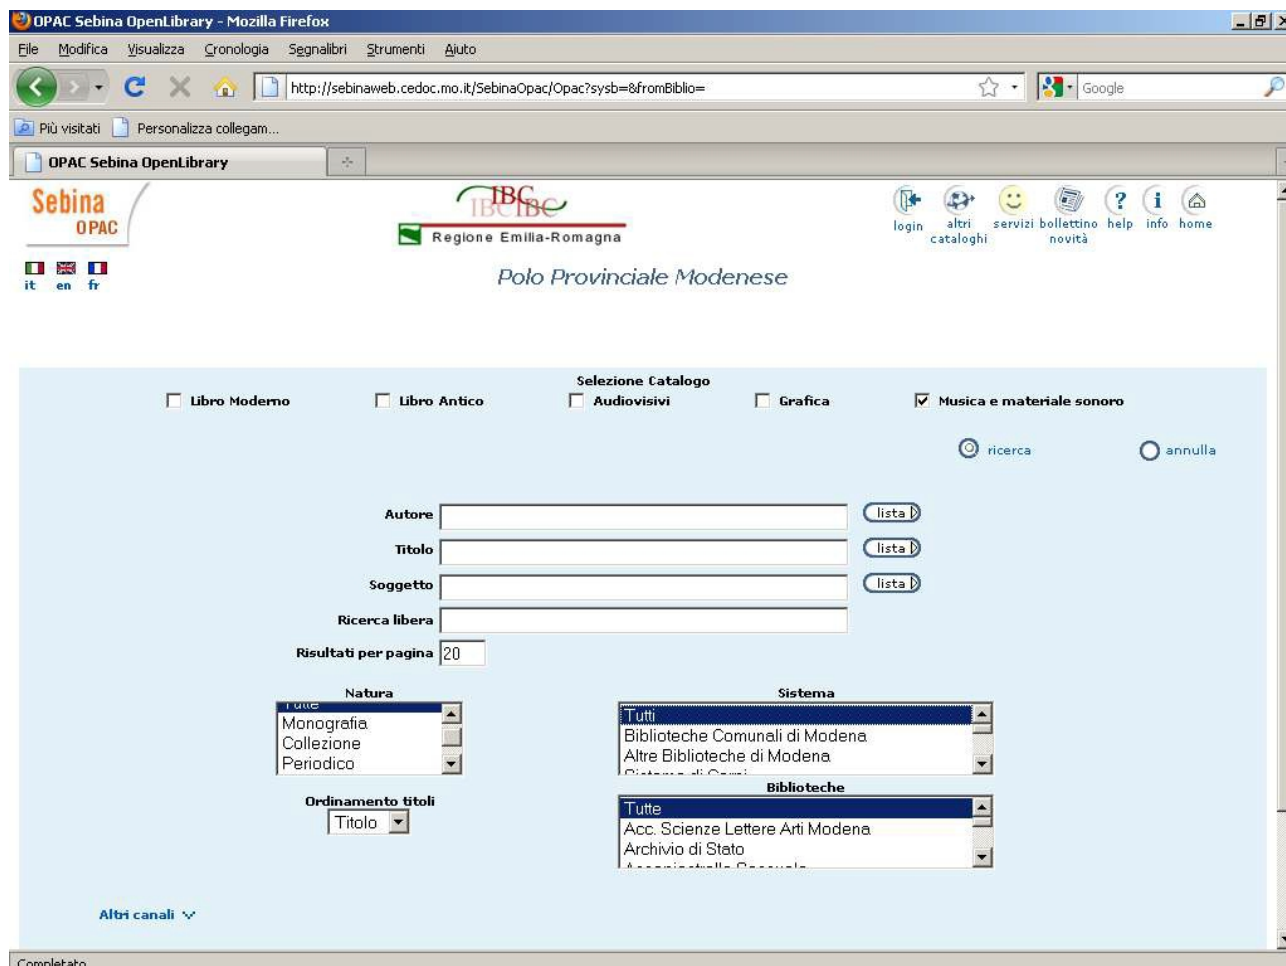 OPAC Sebina OpenLibrary - Mozilla Firefox
File Modifica Visualizza Cronologia Segnalibri Strumenti Aiuto
http://sebinaweb.cedoc.mo.it/SebinaOpac/Opac?sysb=&fromBiblio=
Google
Più visitati Personalizza collegam...
OPAC Sebina OpenLibrary
Sebina
OPAC
IBC
IBCIBC
Regione Emilia-Romagna
login altri cataloghi servizi bollettino novità help info home
it en fr
Polo Provinciale Modenese
Selezione Catalogo
Libro Moderno Libro Antico Audiovisivi Grafica Musica e materiale sonoro
ricerca annulla
Autore lista
Titolo lista
Soggetto lista
Ricerca libera
Risultati per pagina 20
Natura
Tutte
Monografia
Collezione
Periodico
Sistema
Tutti
Biblioteche Comunali di Modena
Altre Biblioteche di Modena
Sistema di Carpi
Ordinamento titoli
Titolo
Biblioteche
Tutte
Acc. Scienze Lettere Arti Modena
Archivio di Stato
Altri canali
Completato